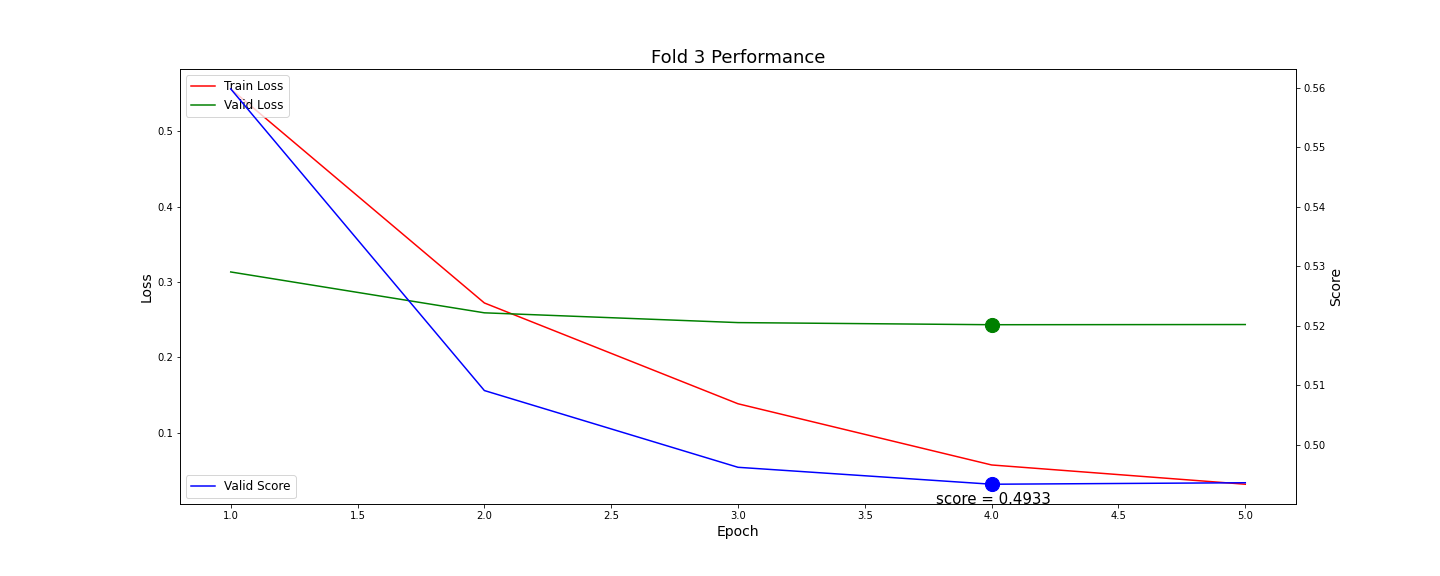 Fold 3 Performance
Train Loss
Valid Loss
0.5
0.4
0.3
0.2
0.1
Loss
0.56
0.55
0.54
0.53
0.52
0.51
0.50
Score
Valid Score
score = 0.4933
1.0 1.5 2.0 2.5 3.0 3.5 4.0 4.5 5.0
Epoch